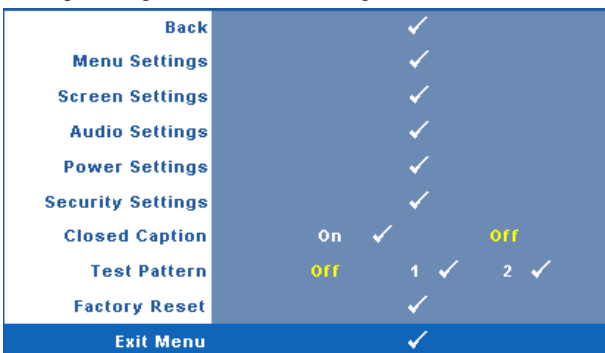 Back ✓
Menu Settings ✓
Screen Settings ✓
Audio Settings ✓
Power Settings ✓
Security Settings ✓
Closed Caption On ✓ Off
Test Pattern Off 1 ✓ 2 ✓
Factory Reset ✓
Exit Menu ✓